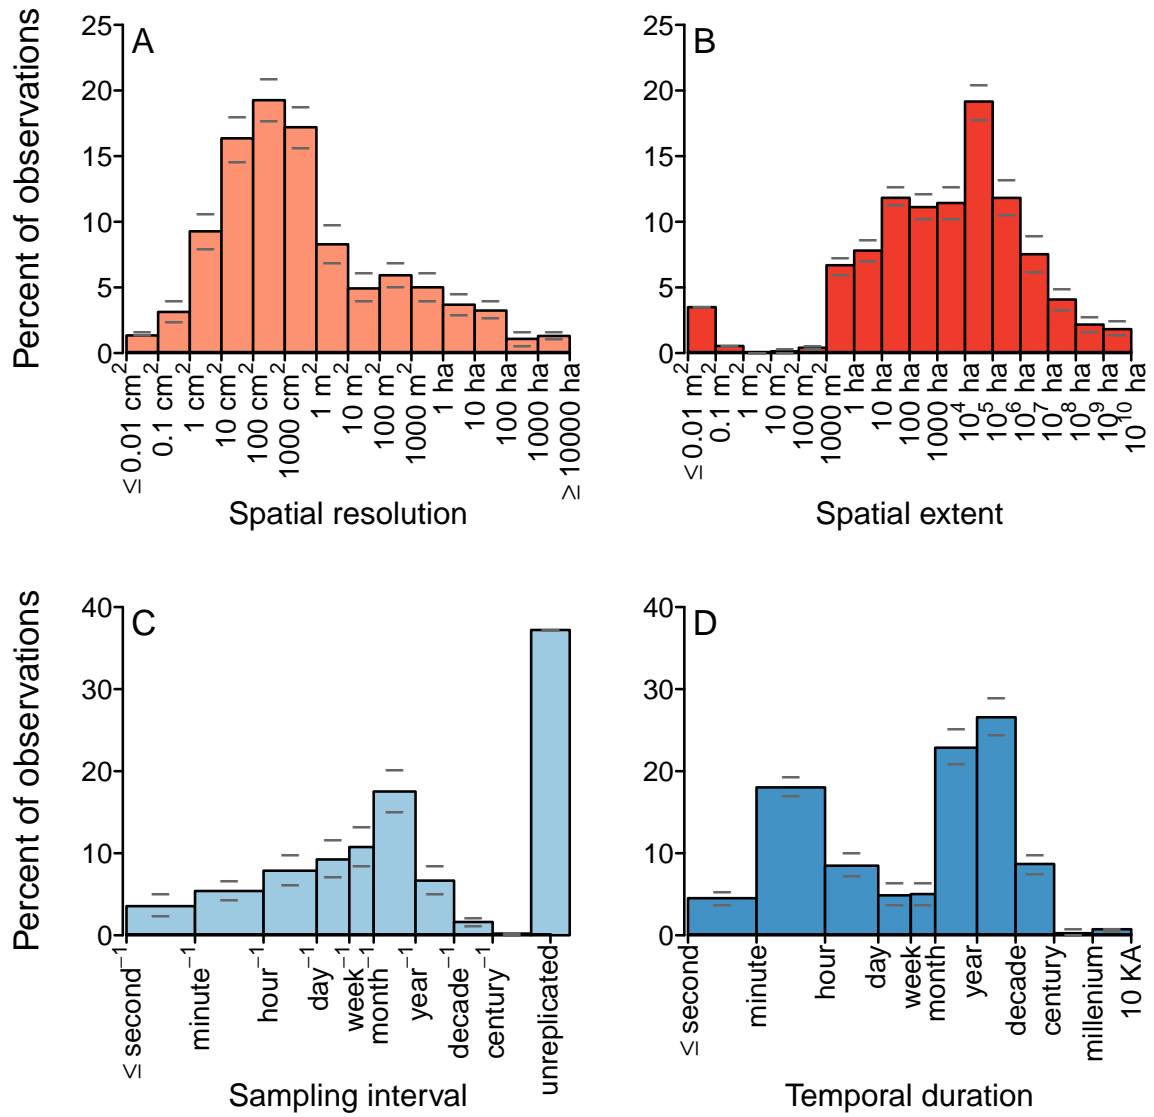 A
Percent of observations
25
20
15
10
5
0
≤ 0.01 cm²
0.1 cm²
1 cm²
10 cm²
100 cm²
1000 cm²
1 m²
10 m²
100 m²
1000 m²
1 ha
10 ha
100 ha
1000 ha
≥ 10000 ha
Spatial resolution
B
25
20
15
10
5
0
≤ 0.01 m²
0.1 m²
1 m²
10 m²
100 m²
1000 m²
1 ha
10 ha
100 ha
1000 ha
10⁴ ha
10⁵ ha
10⁶ ha
10⁷ ha
10⁸ ha
10⁹ ha
10¹⁰ ha
Spatial extent
C
Percent of observations
40
30
20
10
0
≤ second⁻¹
minute⁻¹
hour⁻¹
day⁻¹
week⁻¹
month⁻¹
year⁻¹
decade⁻¹
century⁻¹
unreplicated
Sampling interval
D
40
30
20
10
0
≤ second
minute
hour
day
week
month
year
decade
century
millenium
10 KA
Temporal duration